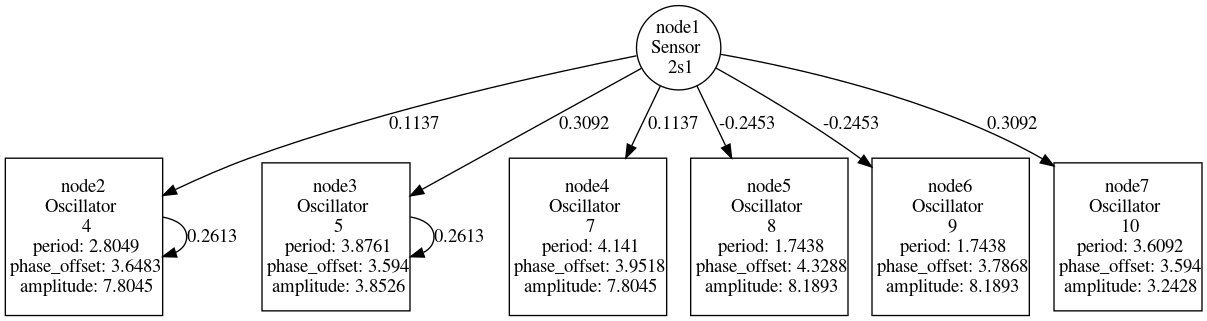 node1
Sensor
2s1
0.1137
0.3092
0.1137
-0.2453
-0.2453
0.3092
node2
Oscillator
4
period: 2.8049
phase_offset: 3.6483
amplitude: 7.8045
0.2613
node3
Oscillator
5
period: 3.8761
phase_offset: 3.594
amplitude: 3.8526
0.2613
node4
Oscillator
7
period: 4.141
phase_offset: 3.9518
amplitude: 7.8045
node5
Oscillator
8
period: 1.7438
phase_offset: 4.3288
amplitude: 8.1893
node6
Oscillator
9
period: 1.7438
phase_offset: 3.7868
amplitude: 8.1893
node7
Oscillator
10
period: 3.6092
phase_offset: 3.594
amplitude: 3.2428